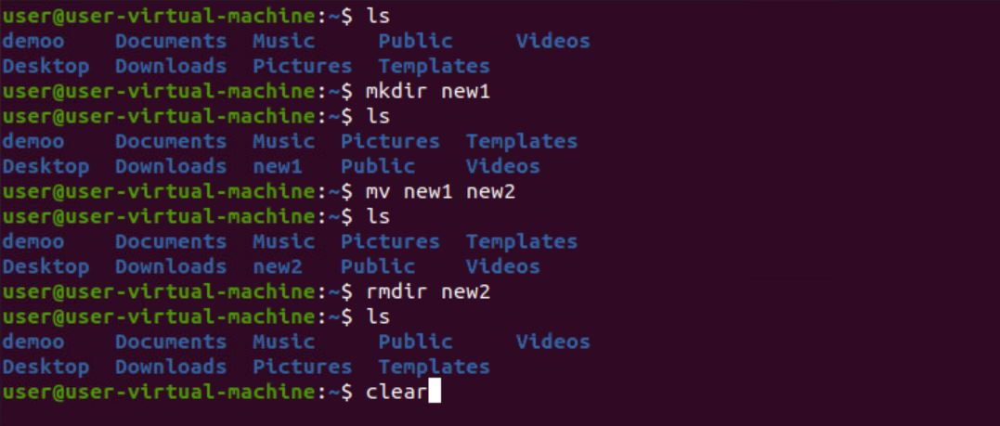 user@user-virtual-machine:~$ ls
demoo    Documents  Music     Public     Videos
Desktop  Downloads  Pictures  Templates
user@user-virtual-machine:~$ mkdir new1
user@user-virtual-machine:~$ ls
demoo    Documents  Music  Pictures  Templates
Desktop  Downloads  new1   Public    Videos
user@user-virtual-machine:~$ mv new1 new2
user@user-virtual-machine:~$ ls
demoo    Documents  Music  Pictures  Templates
Desktop  Downloads  new2   Public    Videos
user@user-virtual-machine:~$ rmdir new2
user@user-virtual-machine:~$ ls
demoo    Documents  Music     Public     Videos
Desktop  Downloads  Pictures  Templates
user@user-virtual-machine:~$ clear